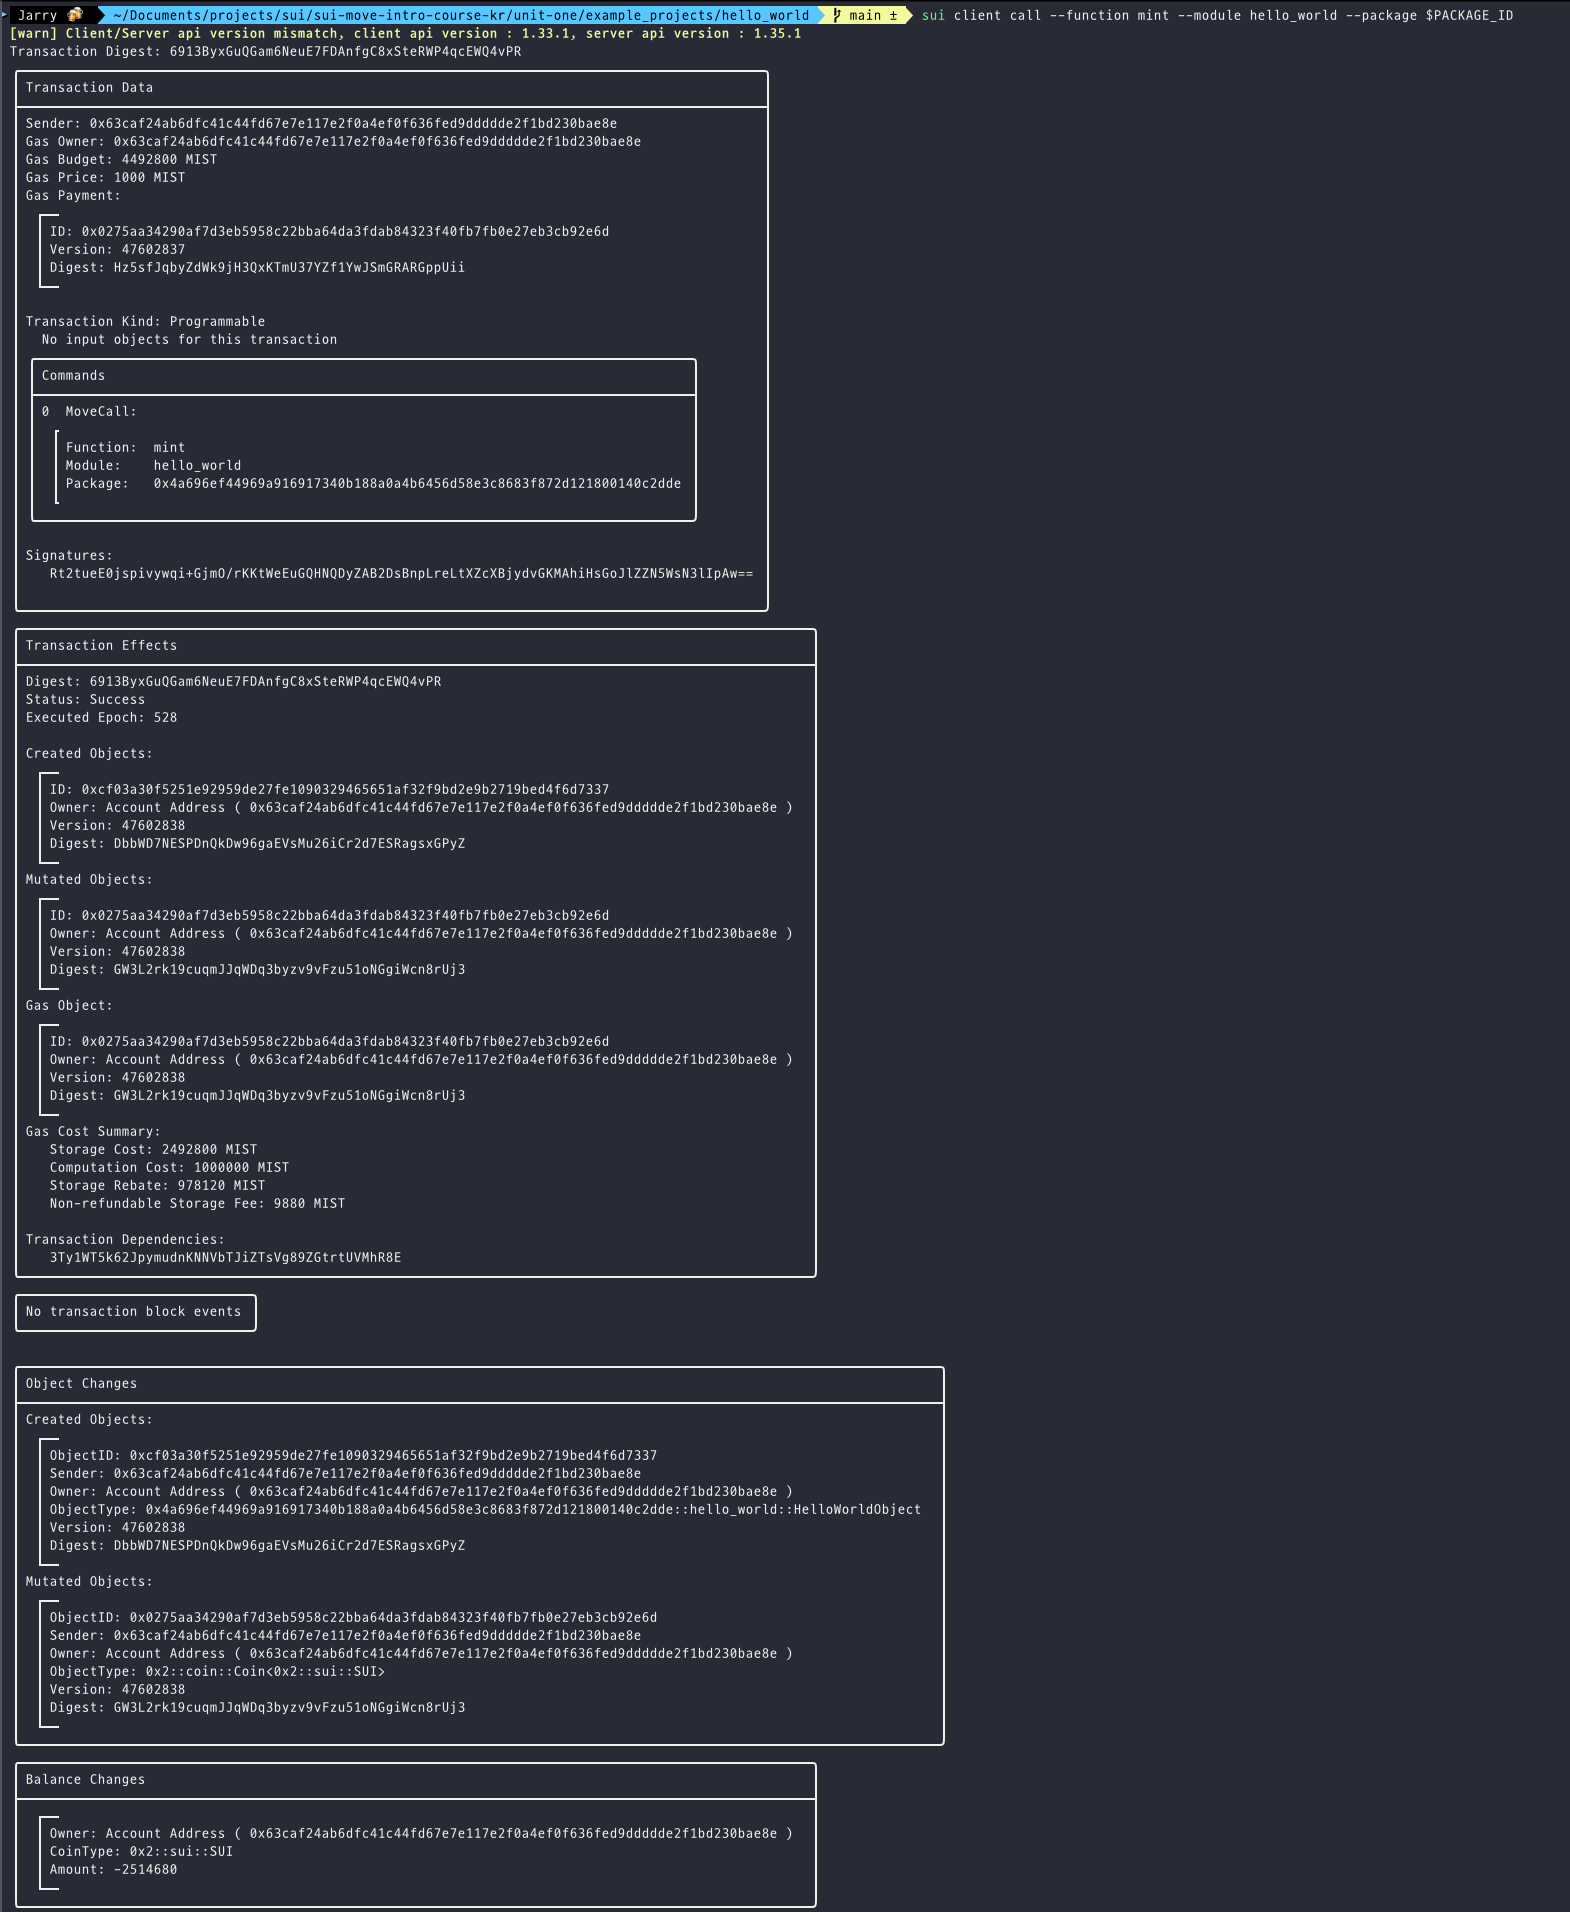 Jarry 🍻 ~/Documents/projects/sui/sui-move-intro-course-kr/unit-one/example_projects/hello_world main ± sui client call --function mint --module hello_world --package $PACKAGE_ID
[warn] Client/Server api version mismatch, client api version : 1.33.1, server api version : 1.35.1
Transaction Digest: 6913ByxGuQGam6NeuE7FDAnfgC8xSteRWP4qcEWQ4vPR
Transaction Data
Sender: 0x63caf24ab6dfc41c44fd67e7e117e2f0a4ef0f636fed9ddddde2f1bd230bae8e
Gas Owner: 0x63caf24ab6dfc41c44fd67e7e117e2f0a4ef0f636fed9ddddde2f1bd230bae8e
Gas Budget: 4492800 MIST
Gas Price: 1000 MIST
Gas Payment:
ID: 0x0275aa34290af7d3eb5958c22bba64da3fdab84323f40fb7fb0e27eb3cb92e6d
Version: 47602837
Digest: Hz5sfJqbyZdWk9jH3QxKTmU37YZf1YwJSmGRARGppUii
Transaction Kind: Programmable
No input objects for this transaction
Commands
0 MoveCall:
Function: mint
Module: hello_world
Package: 0x4a696ef44969a916917340b188a0a4b6456d58e3c8683f872d121800140c2dde
Signatures:
Rt2tueE0jspivywqi+GjmO/rKKtWeEuGQHNQDyZAB2DsBnpLreLtXZcXBjydvGKMAhiHsGoJlZZN5WsN3lIpAw==
Transaction Effects
Digest: 6913ByxGuQGam6NeuE7FDAnfgC8xSteRWP4qcEWQ4vPR
Status: Success
Executed Epoch: 528
Created Objects:
ID: 0xcf03a30f5251e92959de27fe1090329465651af32f9bd2e9b2719bed4f6d7337
Owner: Account Address ( 0x63caf24ab6dfc41c44fd67e7e117e2f0a4ef0f636fed9ddddde2f1bd230bae8e )
Version: 47602838
Digest: DbbWD7NESPDnQkDw96gaEVsMu26iCr2d7ESRagsxGPyZ
Mutated Objects:
ID: 0x0275aa34290af7d3eb5958c22bba64da3fdab84323f40fb7fb0e27eb3cb92e6d
Owner: Account Address ( 0x63caf24ab6dfc41c44fd67e7e117e2f0a4ef0f636fed9ddddde2f1bd230bae8e )
Version: 47602838
Digest: GW3L2rk19cuqmJJqWDq3byzv9vFzu51oNGgiWcn8rUj3
Gas Object:
ID: 0x0275aa34290af7d3eb5958c22bba64da3fdab84323f40fb7fb0e27eb3cb92e6d
Owner: Account Address ( 0x63caf24ab6dfc41c44fd67e7e117e2f0a4ef0f636fed9ddddde2f1bd230bae8e )
Version: 47602838
Digest: GW3L2rk19cuqmJJqWDq3byzv9vFzu51oNGgiWcn8rUj3
Gas Cost Summary:
Storage Cost: 2492800 MIST
Computation Cost: 1000000 MIST
Storage Rebate: 978120 MIST
Non-refundable Storage Fee: 9880 MIST
Transaction Dependencies:
3Ty1WT5k62JpymudnKNNVbTJiZTsVg89ZGtrtUVMhR8E
No transaction block events
Object Changes
Created Objects:
ObjectID: 0xcf03a30f5251e92959de27fe1090329465651af32f9bd2e9b2719bed4f6d7337
Sender: 0x63caf24ab6dfc41c44fd67e7e117e2f0a4ef0f636fed9ddddde2f1bd230bae8e
Owner: Account Address ( 0x63caf24ab6dfc41c44fd67e7e117e2f0a4ef0f636fed9ddddde2f1bd230bae8e )
ObjectType: 0x4a696ef44969a916917340b188a0a4b6456d58e3c8683f872d121800140c2dde::hello_world::HelloWorldObject
Version: 47602838
Digest: DbbWD7NESPDnQkDw96gaEVsMu26iCr2d7ESRagsxGPyZ
Mutated Objects:
ObjectID: 0x0275aa34290af7d3eb5958c22bba64da3fdab84323f40fb7fb0e27eb3cb92e6d
Sender: 0x63caf24ab6dfc41c44fd67e7e117e2f0a4ef0f636fed9ddddde2f1bd230bae8e
Owner: Account Address ( 0x63caf24ab6dfc41c44fd67e7e117e2f0a4ef0f636fed9ddddde2f1bd230bae8e )
ObjectType: 0x2::coin::Coin<0x2::sui::SUI>
Version: 47602838
Digest: GW3L2rk19cuqmJJqWDq3byzv9vFzu51oNGgiWcn8rUj3
Balance Changes
Owner: Account Address ( 0x63caf24ab6dfc41c44fd67e7e117e2f0a4ef0f636fed9ddddde2f1bd230bae8e )
CoinType: 0x2::sui::SUI
Amount: -2514680